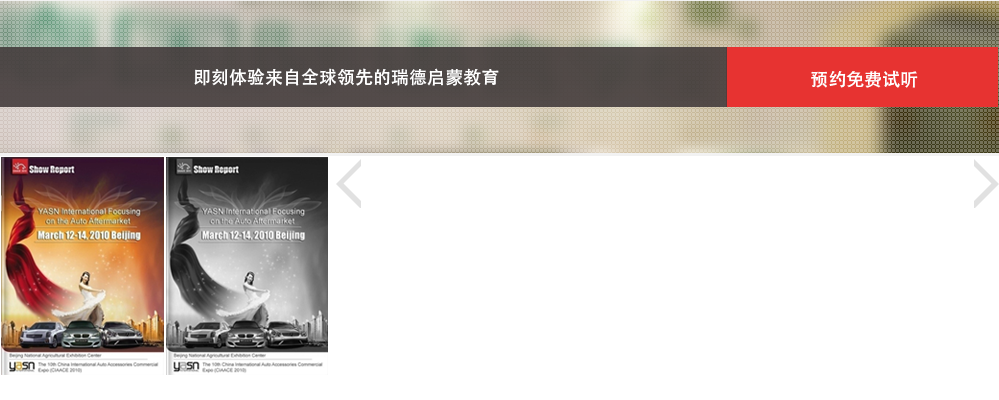 即刻体验来自全球领先的瑞德启蒙教育
预约免费试听
Show Report
YASN International Focusing
on the Auto Aftermarket
March 12-14, 2010 Beijing
Beijing National Agricultural Exhibition Center
yasn
The 10th China International Auto Accessories Commercial
Expo (CIAACE 2010)
Show Report
YASN International Focusing
on the Auto Aftermarket
March 12-14, 2010 Beijing
Beijing National Agricultural Exhibition Center
yasn
The 10th China International Auto Accessories Commercial
Expo (CIAACE 2010)